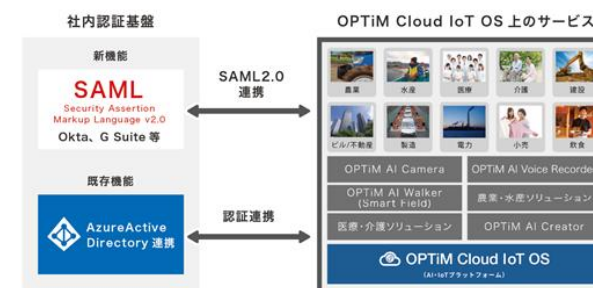 社内認証基盤
新機能
SAML
Security Assertion
Markup Language v2.0
Okta、G Suite 等
既存機能
AzureActive
Directory 連携
SAML2.0
連携
認証連携
OPTiM Cloud IoT OS 上のサービス
農業
水産
医療
介護
建設
ビル/不動産
製造
電力
小売
飲食
OPTiM AI Camera
OPTiM AI Voice Recorde
OPTiM AI Walker
(Smart Field)
農業・水産ソリューション
医療・介護ソリューション
OPTiM AI Creator
OPTiM Cloud IoT OS
(AI・IoTプラットフォーム)